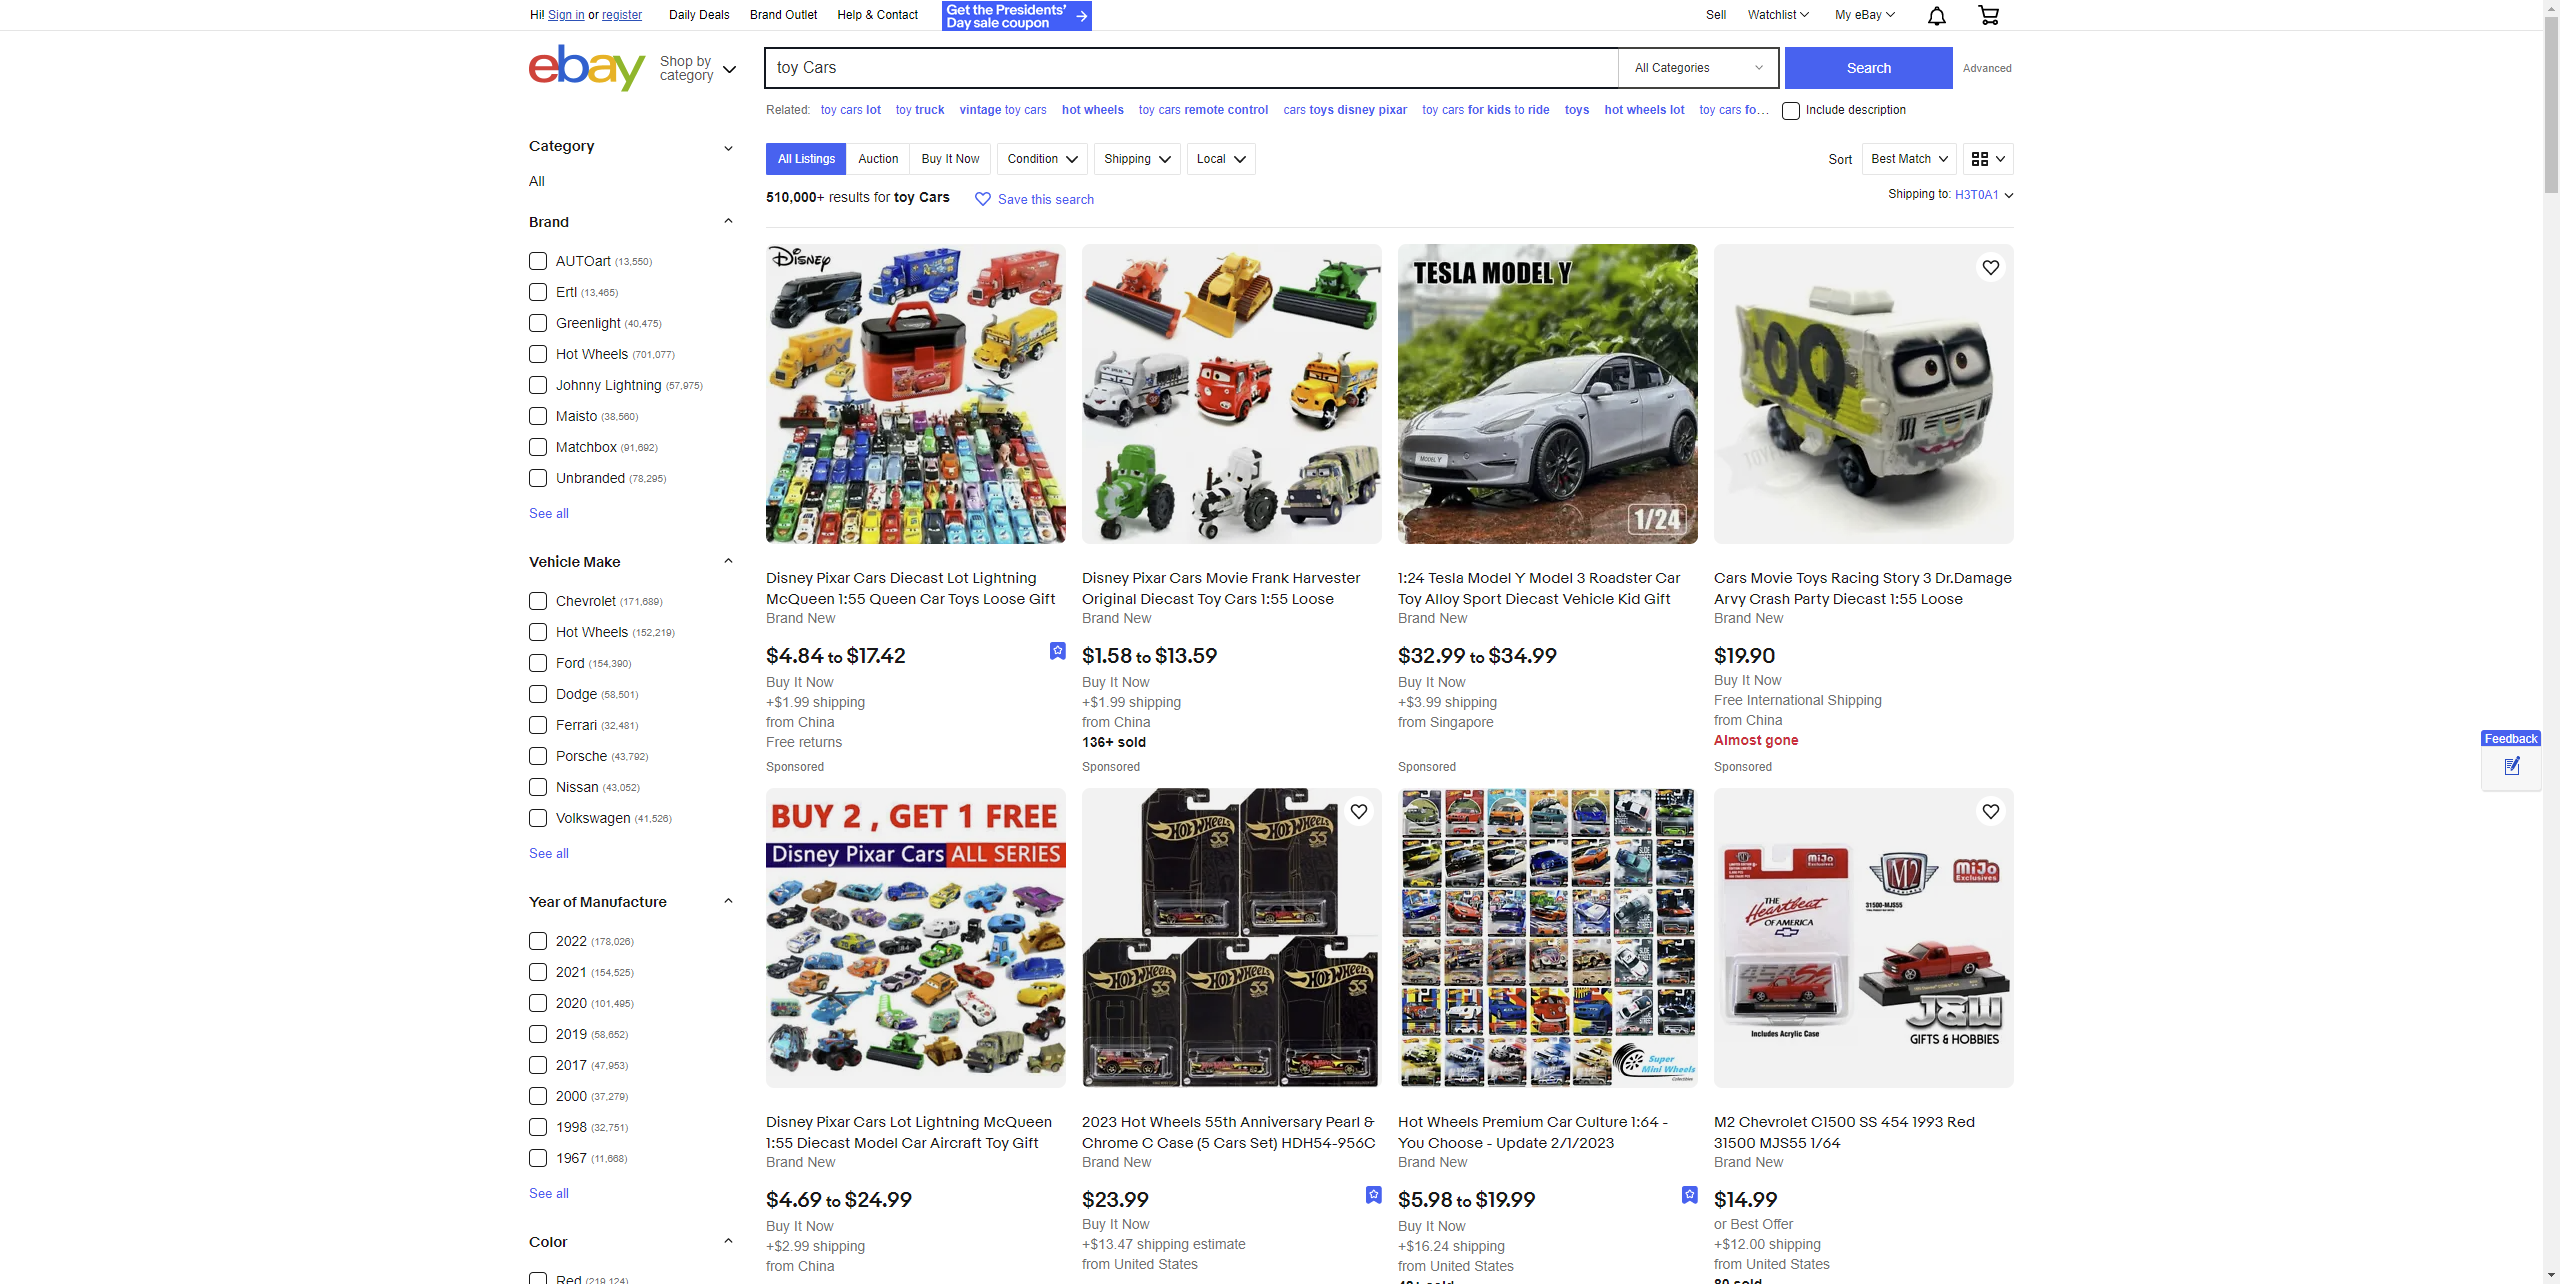 Hi! Sign in or register
Daily Deals
Brand Outlet
Help & Contact
Get the Presidents'
Day sale coupon
Sell
Watchlist
My eBay
ebay
Shop by
category
toy Cars
All Categories
Search
Advanced
Related: toy cars lot toy truck vintage toy cars hot wheels toy cars remote control cars toys disney pixar toy cars for kids to ride toys hot wheels lot toy cars fo...
Include description
Category
All
Brand
AUTOart (13,550)
Ertl (13,465)
Greenlight (40,475)
Hot Wheels (701,077)
Johnny Lightning (57,975)
Maisto (38,560)
Matchbox (91,692)
Unbranded (78,295)
See all
Vehicle Make
Chevrolet (171,689)
Hot Wheels (152,219)
Ford (154,390)
Dodge (58,501)
Ferrari (32,481)
Porsche (43,792)
Nissan (43,052)
Volkswagen (41,526)
See all
Year of Manufacture
2022 (178,026)
2021 (154,525)
2020 (101,495)
2019 (58,652)
2017 (47,953)
2000 (37,279)
1998 (32,751)
1967 (11,668)
See all
Color
Red (219,124)
All Listings
Auction
Buy It Now
Condition
Shipping
Local
Sort
Best Match
510,000+ results for toy Cars
Save this search
Shipping to: H3T0A1
Disney
Disney Pixar Cars Diecast Lot Lightning
McQueen 1:55 Queen Car Toys Loose Gift
Brand New
$4.84 to $17.42
Buy It Now
+$1.99 shipping
from China
Free returns
Sponsored
Disney Pixar Cars Movie Frank Harvester
Original Diecast Toy Cars 1:55 Loose
Brand New
$1.58 to $13.59
Buy It Now
+$1.99 shipping
from China
136+ sold
Sponsored
TESLA MODEL Y
MODEL Y
1/24
1:24 Tesla Model Y Model 3 Roadster Car
Toy Alloy Sport Diecast Vehicle Kid Gift
Brand New
$32.99 to $34.99
Buy It Now
+$3.99 shipping
from Singapore
Sponsored
Cars Movie Toys Racing Story 3 Dr.Damage
Arvy Crash Party Diecast 1:55 Loose
Brand New
$19.90
Buy It Now
Free International Shipping
from China
Almost gone
Sponsored
Feedback
BUY 2 , GET 1 FREE
Disney Pixar Cars ALL SERIES
Disney Pixar Cars Lot Lightning McQueen
1:55 Diecast Model Car Aircraft Toy Gift
Brand New
$4.69 to $24.99
Buy It Now
+$2.99 shipping
from China
HOT WHEELS 55
HOT WHEELS 55
HOT WHEELS 55
HOT WHEELS 55
HOT WHEELS 55
2023 Hot Wheels 55th Anniversary Pearl &
Chrome C Case (5 Cars Set) HDH54-956C
Brand New
$23.99
Buy It Now
+$13.47 shipping estimate
from United States
Super
Mini Wheels
Collectibles
Hot Wheels Premium Car Culture 1:64 -
You Choose - Update 2/1/2023
Brand New
$5.98 to $19.99
Buy It Now
+$16.24 shipping
from United States
MiJo
Exclusives
M2
MiJo
Exclusives
31500-MJS55
THE
Heartbeat
OF AMERICA
Includes Acrylic Case
J&W
GIFTS & HOBBIES
M2 Chevrolet C1500 SS 454 1993 Red
31500 MJS55 1/64
Brand New
$14.99
or Best Offer
+$12.00 shipping
from United States
80 sold